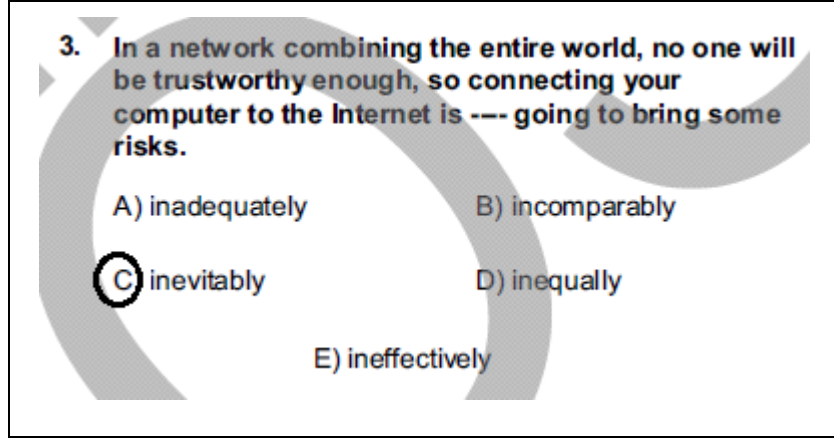 3. In a network combining the entire world, no one will
be trustworthy enough, so connecting your
computer to the Internet is ---- going to bring some
risks.
A) inadequately B) incomparably
C) inevitably D) inequally
E) ineffectively